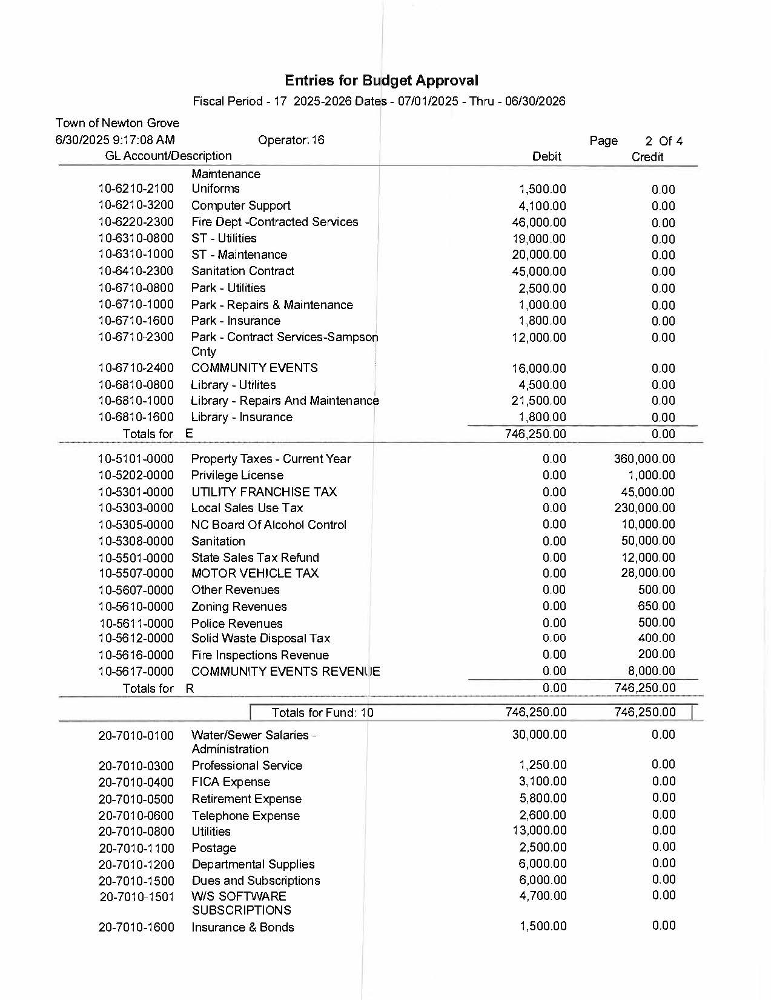 Entries for Budget Approval
Fiscal Period - 17 2025-2026 Dates - 07/01/2025 - Thru - 06/30/2026
Town of Newton Grove
6/30/2025 9:17:08 AM Operator: 16 Page 2 Of 4
GL Account/Description Debit Credit
Maintenance
10-6210-2100 Uniforms 1,500.00 0.00
10-6210-3200 Computer Support 4,100.00 0.00
10-6220-2300 Fire Dept -Contracted Services 46,000.00 0.00
10-6310-0800 ST - Utilities 19,000.00 0.00
10-6310-1000 ST - Maintenance 20,000.00 0.00
10-6410-2300 Sanitation Contract 45,000.00 0.00
10-6710-0800 Park - Utilities 2,500.00 0.00
10-6710-1000 Park - Repairs & Maintenance 1,000.00 0.00
10-6710-1600 Park - Insurance 1,800.00 0.00
10-6710-2300 Park - Contract Services-Sampson 12,000.00 0.00
Cnty
10-6710-2400 COMMUNITY EVENTS 16,000.00 0.00
10-6810-0800 Library - Utilites 4,500.00 0.00
10-6810-1000 Library - Repairs And Maintenance 21,500.00 0.00
10-6810-1600 Library - Insurance 1,800.00 0.00
Totals for E 746,250.00 0.00
10-5101-0000 Property Taxes - Current Year 0.00 360,000.00
10-5202-0000 Privilege License 0.00 1,000.00
10-5301-0000 UTILITY FRANCHISE TAX 0.00 45,000.00
10-5303-0000 Local Sales Use Tax 0.00 230,000.00
10-5305-0000 NC Board Of Alcohol Control 0.00 10,000.00
10-5308-0000 Sanitation 0.00 50,000.00
10-5501-0000 State Sales Tax Refund 0.00 12,000.00
10-5507-0000 MOTOR VEHICLE TAX 0.00 28,000.00
10-5607-0000 Other Revenues 0.00 500.00
10-5610-0000 Zoning Revenues 0.00 650.00
10-5611-0000 Police Revenues 0.00 500.00
10-5612-0000 Solid Waste Disposal Tax 0.00 400.00
10-5616-0000 Fire Inspections Revenue 0.00 200.00
10-5617-0000 COMMUNITY EVENTS REVENUE 0.00 8,000.00
Totals for R 0.00 746,250.00
Totals for Fund: 10 746,250.00 746,250.00
20-7010-0100 Water/Sewer Salaries - 30,000.00 0.00
Administration
20-7010-0300 Professional Service 1,250.00 0.00
20-7010-0400 FICA Expense 3,100.00 0.00
20-7010-0500 Retirement Expense 5,800.00 0.00
20-7010-0600 Telephone Expense 2,600.00 0.00
20-7010-0800 Utilities 13,000.00 0.00
20-7010-1100 Postage 2,500.00 0.00
20-7010-1200 Departmental Supplies 6,000.00 0.00
20-7010-1500 Dues and Subscriptions 6,000.00 0.00
20-7010-1501 W/S SOFTWARE 4,700.00 0.00
SUBSCRIPTIONS
20-7010-1600 Insurance & Bonds 1,500.00 0.00